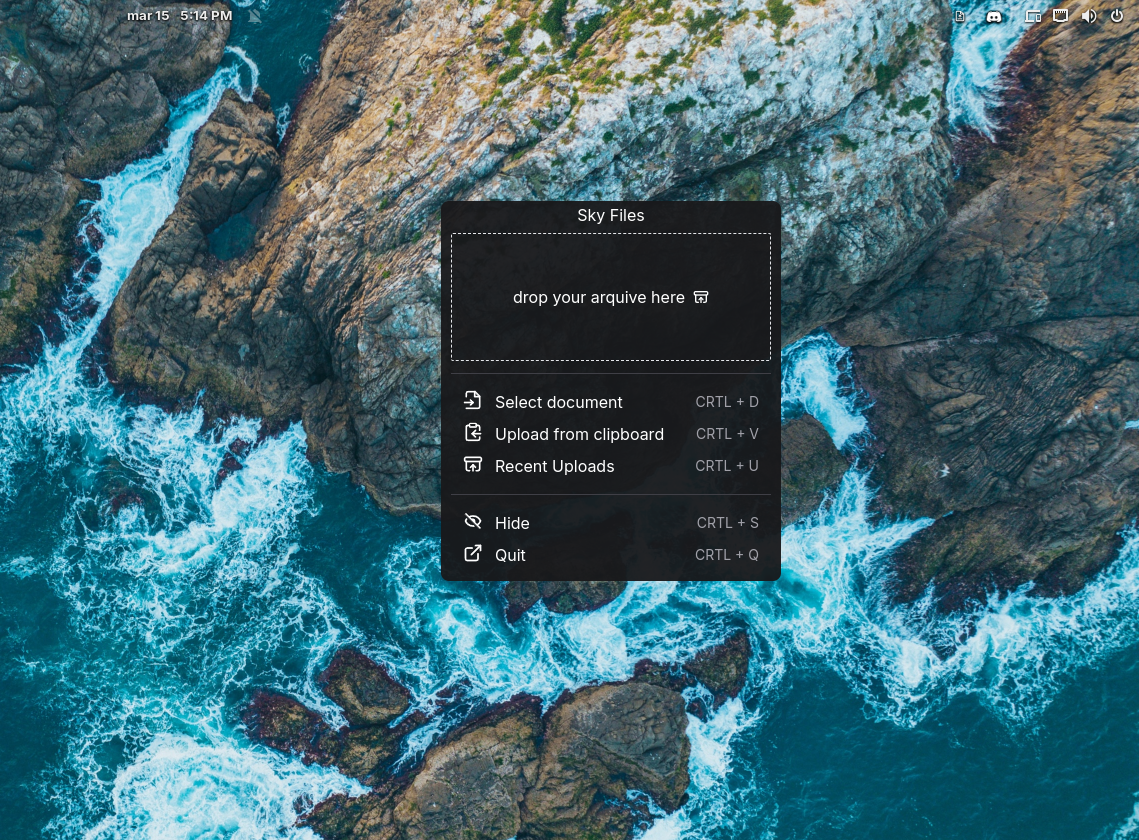 mar 15 5:14 PM
Sky Files
drop your arquive here
Select document CRTL + D
Upload from clipboard CRTL + V
Recent Uploads CRTL + U
Hide CRTL + S
Quit CRTL + Q